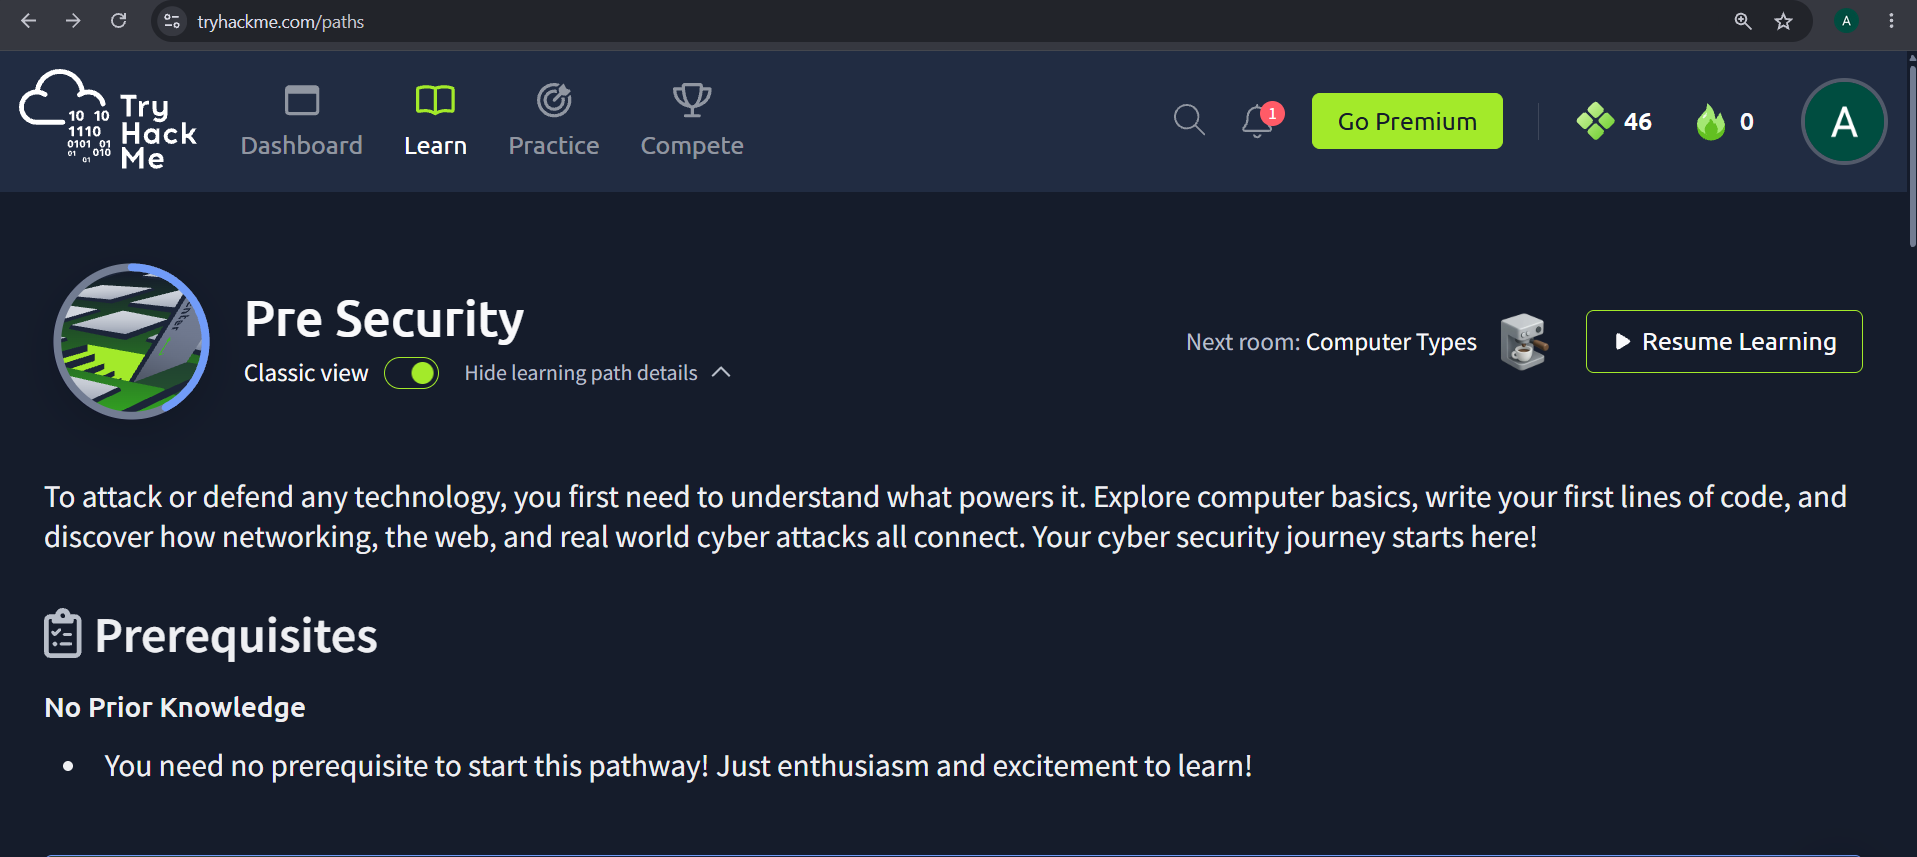 tryhackme.com/paths
A
Try
Hack
Me
10 10
1110
0101 01
01 010
01
Dashboard
Learn
Practice
Compete
1
Go Premium
46
0
A
Pre Security
Classic view
Hide learning path details
Next room: Computer Types
Resume Learning
To attack or defend any technology, you first need to understand what powers it. Explore computer basics, write your first lines of code, and
discover how networking, the web, and real world cyber attacks all connect. Your cyber security journey starts here!
Prerequisites
No Prior Knowledge
• You need no prerequisite to start this pathway! Just enthusiasm and excitement to learn!